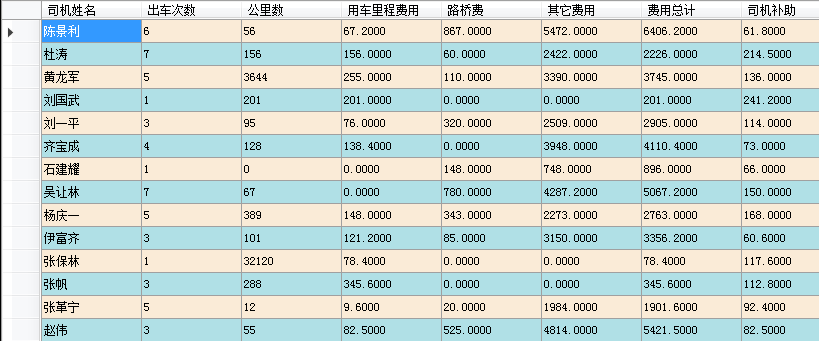 司机姓名 出车次数 公里数 用车里程费用 路桥费 其它费用 费用总计 司机补助
陈景利 6 56 67.2000 867.0000 5472.0000 6406.2000 61.8000
杜涛 7 156 156.0000 60.0000 2422.0000 2226.0000 214.5000
黄龙军 5 3644 255.0000 110.0000 3390.0000 3745.0000 136.0000
刘国武 1 201 201.0000 0.0000 0.0000 201.0000 241.2000
刘一平 3 95 76.0000 320.0000 2509.0000 2905.0000 114.0000
齐宝成 4 128 138.4000 0.0000 3948.0000 4110.4000 73.0000
石建耀 1 0 0.0000 148.0000 748.0000 896.0000 66.0000
吴让林 7 67 0.0000 780.0000 4287.2000 5067.2000 150.0000
杨庆一 5 389 148.0000 343.0000 2273.0000 2763.0000 168.0000
伊富齐 3 101 121.2000 85.0000 3150.0000 3356.2000 60.6000
张保林 1 32120 78.4000 0.0000 0.0000 78.4000 117.6000
张帆 3 288 345.6000 0.0000 0.0000 345.6000 112.8000
张革宁 5 12 9.6000 20.0000 1984.0000 1901.6000 92.4000
赵伟 3 55 82.5000 525.0000 4814.0000 5421.5000 82.5000